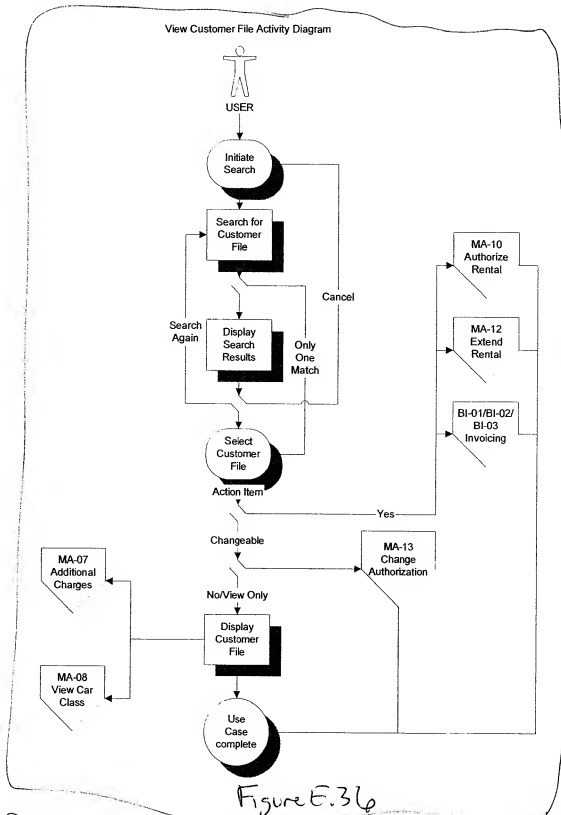 View Customer File Activity Diagram
USER
Initiate
Search
Search for
Customer
File
Cancel
Search
Again
Display
Search
Results
Only
One
Match
MA-10
Authorize
Rental
MA-12
Extend
Rental
BI-01/BI-02/
BI-03
Invoicing
Select
Customer
File
Action Item
Yes
Changeable
MA-13
Change
Authorization
MA-07
Additional
Charges
No/View Only
Display
Customer
File
MA-08
View Car
Class
Use
Case
complete
Figure E.36